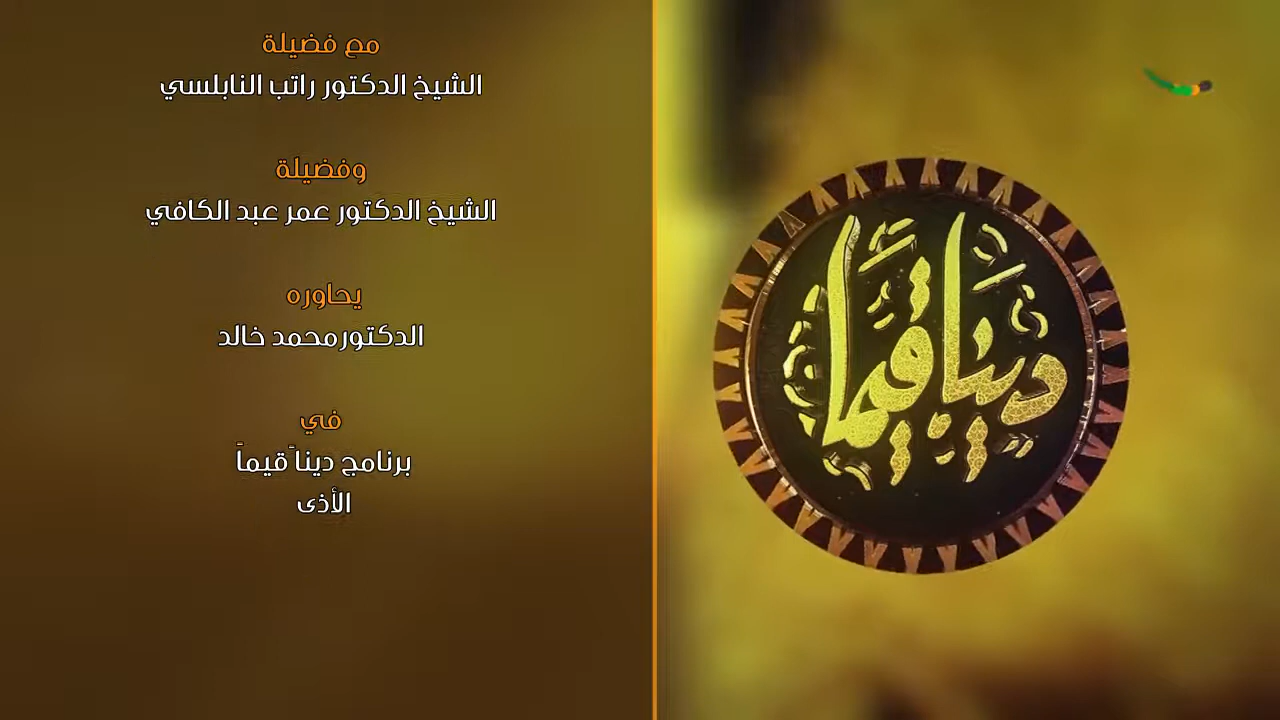 مع فضيلة
الشيخ الدكتور راتب النابلسي
وفضيلة
الشيخ الدكتور عمر عبد الكافي
يحاوره
الدكتورمحمد خالد
في
برنامج ديناً قيماً
الأذى
دينا قيما